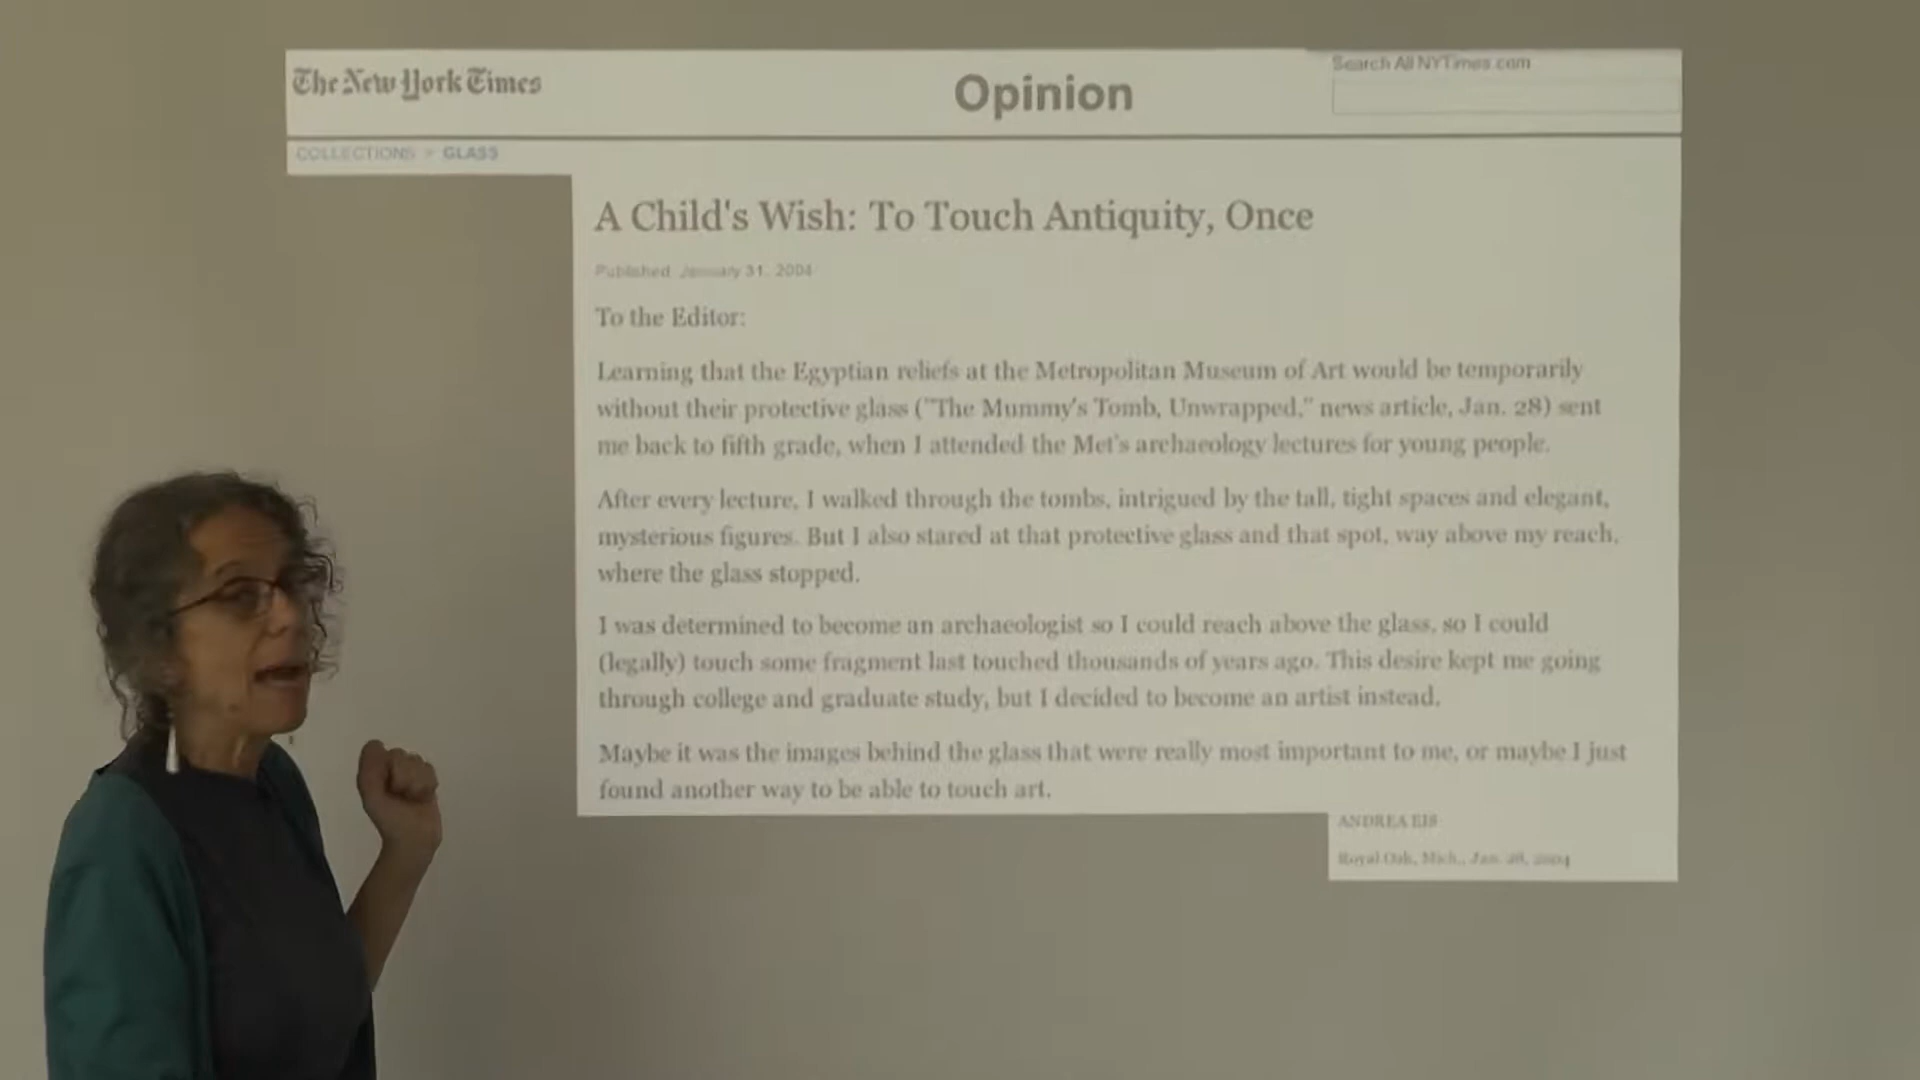 The New York Times
Opinion
Search All NYTimes.com
COLLECTIONS > GLASS
A Child's Wish: To Touch Antiquity, Once
Published: January 31, 2004
To the Editor:
Learning that the Egyptian reliefs at the Metropolitan Museum of Art would be temporarily
without their protective glass ("The Mummy's Tomb, Unwrapped," news article, Jan. 28) sent
me back to fifth grade, when I attended the Met's archaeology lectures for young people.
After every lecture, I walked through the tombs, intrigued by the tall, tight spaces and elegant,
mysterious figures. But I also stared at that protective glass and that spot, way above my reach,
where the glass stopped.
I was determined to become an archaeologist so I could reach above the glass, so I could
(legally) touch some fragment last touched thousands of years ago. This desire kept me going
through college and graduate study, but I decided to become an artist instead.
Maybe it was the images behind the glass that were really most important to me, or maybe I just
found another way to be able to touch art.
ANDREA EIS
Royal Oak, Mich., Jan. 28, 2004